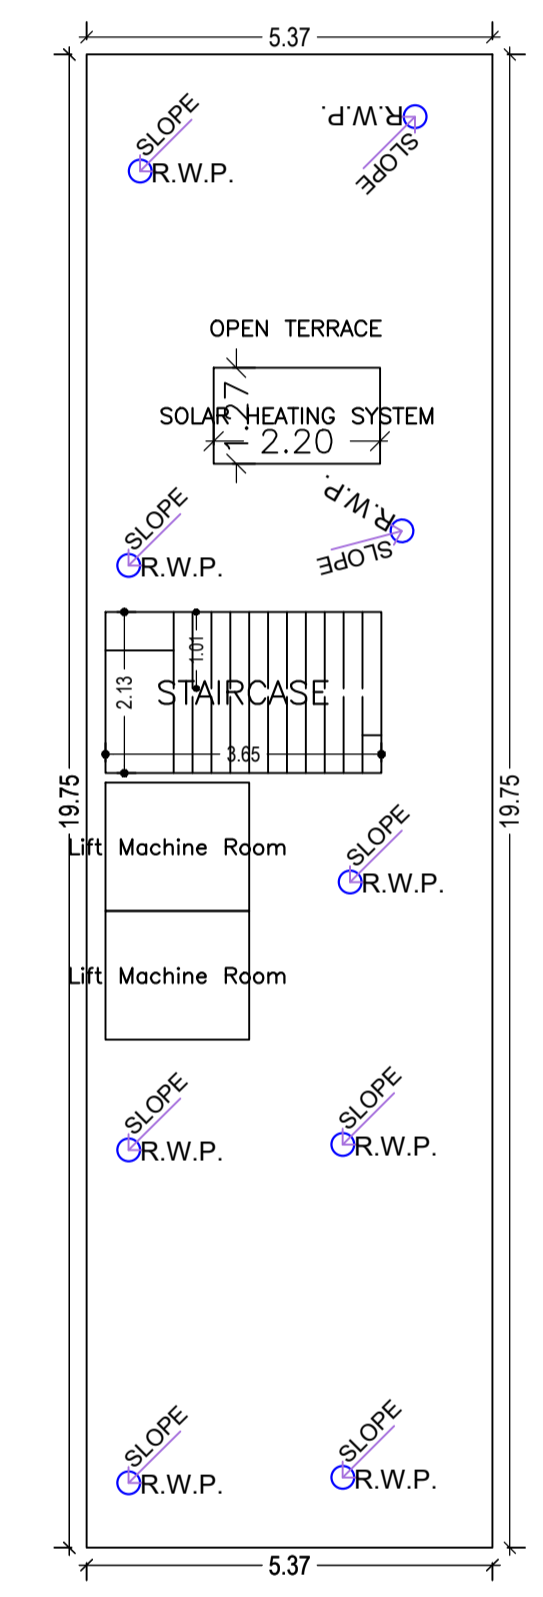 5.37
SLOPE
R.W.P.
R.W.P.
SLOPE
OPEN TERRACE
1.27
SOLAR HEATING SYSTEM
2.20
SLOPE
R.W.P.
R.W.P.
SLOPE
1.01
2.13
STAIRCASE
3.65
19.75
19.75
SLOPE
Lift Machine Room
R.W.P.
Lift Machine Room
SLOPE
R.W.P.
SLOPE
R.W.P.
SLOPE
R.W.P.
SLOPE
R.W.P.
5.37